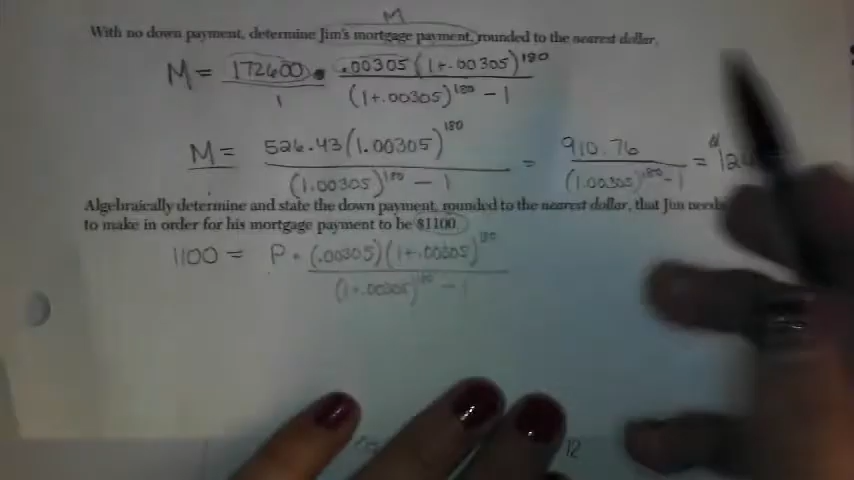 M
With no down payment, determine Jim's mortgage payment, rounded to the nearest dollar.
M = 172600/1 • .00305(1+.00305)^180/(1+.00305)^180 - 1
M = 526.43(1.00305)^180/(1.00305)^180 - 1 = 910.76/(1.00305)^180 - 1 =
Algebraically determine and state the down payment, rounded to the nearest dollar, that Jim needs
to make in order for his mortgage payment to be $1100
1100 = P • (.00305)(1+.00305)^180/(1+.00305)^180 - 1
12